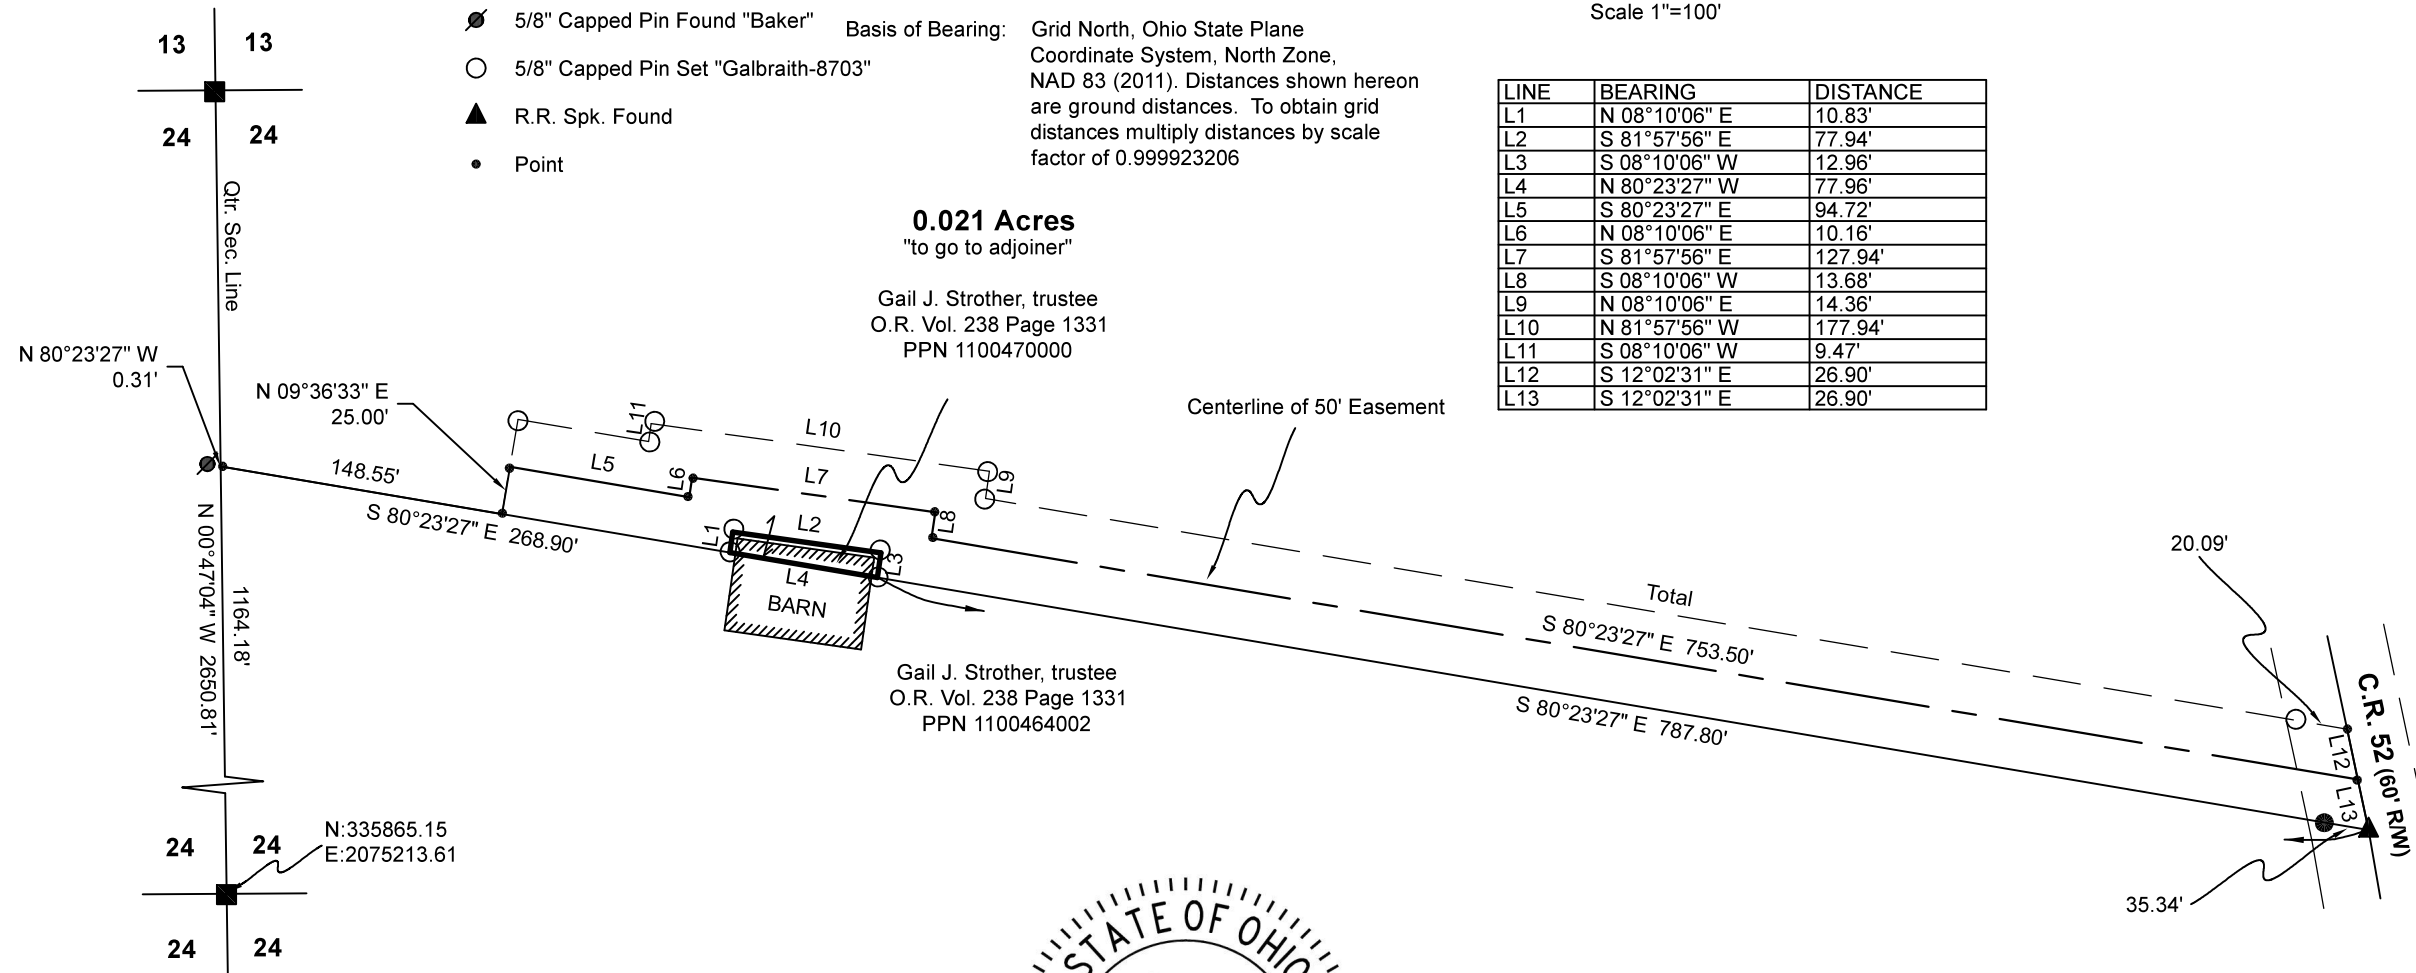 Scale 1"=100'
5/8" Capped Pin Found "Baker"
5/8" Capped Pin Set "Galbraith-8703"
R.R. Spk. Found
Point
Basis of Bearing: Grid North, Ohio State Plane
Coordinate System, North Zone,
NAD 83 (2011). Distances shown hereon
are ground distances. To obtain grid
distances multiply distances by scale
factor of 0.999923206
LINE BEARING DISTANCE
L1 N 08°10'06" E 10.83'
L2 S 81°57'56" E 77.94'
L3 S 08°10'06" W 12.96'
L4 N 80°23'27" W 77.96'
L5 S 80°23'27" E 94.72'
L6 N 08°10'06" E 10.16'
L7 S 81°57'56" E 127.94'
L8 S 08°10'06" W 13.68'
L9 N 08°10'06" E 14.36'
L10 N 81°57'56" W 177.94'
L11 S 08°10'06" W 9.47'
L12 S 12°02'31" E 26.90'
L13 S 12°02'31" E 26.90'
13 13
24 24
Qtr. Sec. Line
0.021 Acres
"to go to adjoiner"
Gail J. Strother, trustee
O.R. Vol. 238 Page 1331
PPN 1100470000
N 80°23'27" W
0.31'
N 09°36'33" E
25.00'
Centerline of 50' Easement
L11
L10
148.55'
L5
L6
L7
L9
S 80°23'27" E 268.90'
L1
L2
L8
L3
L4
BARN
N 00°47'04" W 2650.81'
1164.18'
Total
S 80°23'27" E 753.50'
S 80°23'27" E 787.80'
20.09'
C.R. 52 (60' R/W)
L12
L13
35.34'
Gail J. Strother, trustee
O.R. Vol. 238 Page 1331
PPN 1100464002
N:335865.15
E:2075213.61
24 24
24 24
STATE OF OHIO